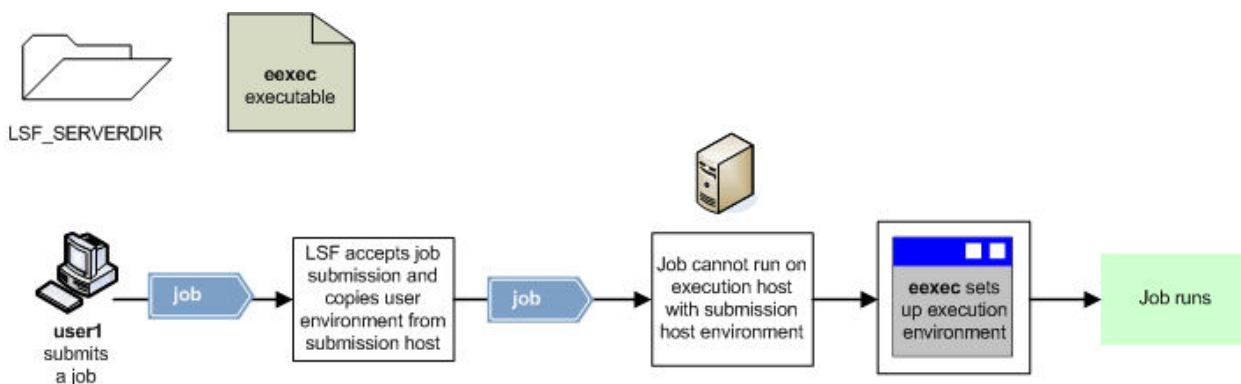 eexec
executable
LSF_SERVERDIR
user1
submits
a job
job
LSF accepts job
submission and
copies user
environment from
submission host
job
Job cannot run on
execution host
with submission
host environment
eexec sets
up execution
environment
Job runs